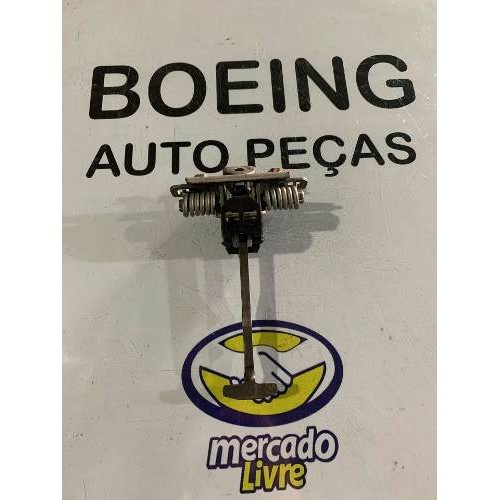 BOEING
AUTO PEÇAS
mercado
Livre